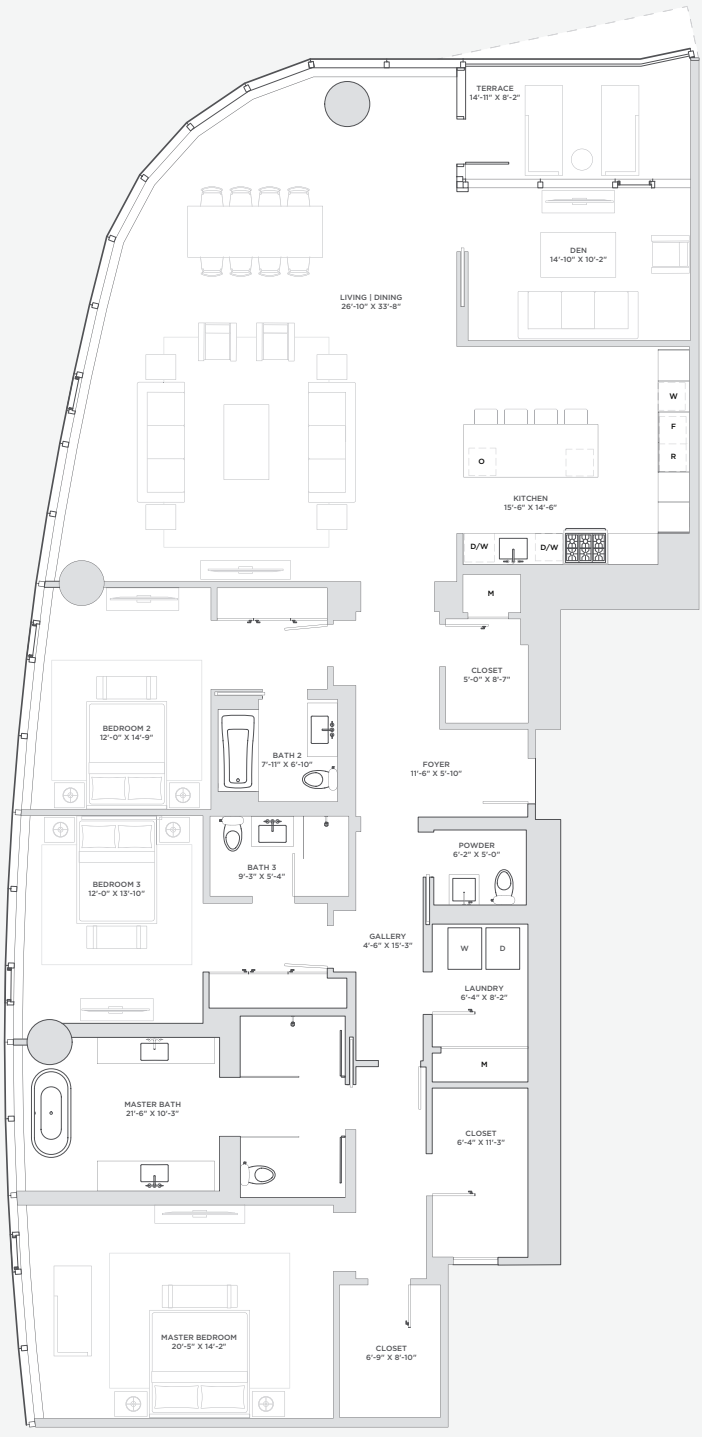 TERRACE
14'-11" X 8'-2"
DEN
14'-10" X 10'-2"
LIVING | DINING
26'-10" X 33'-8"
W
F
R
O
KITCHEN
15'-6" X 14'-6"
D/W
D/W
M
CLOSET
5'-0" X 8'-7"
BEDROOM 2
12'-0" X 14'-9"
BATH 2
7'-11" X 6'-10"
FOYER
11'-6" X 5'-10"
POWDER
6'-2" X 5'-0"
BATH 3
9'-3" X 5'-4"
BEDROOM 3
12'-0" X 13'-10"
GALLERY
4'-6" X 15'-3"
W
D
LAUNDRY
6'-4" X 8'-2"
M
MASTER BATH
21'-6" X 10'-3"
CLOSET
6'-4" X 11'-3"
MASTER BEDROOM
20'-5" X 14'-2"
CLOSET
6'-9" X 8'-10"